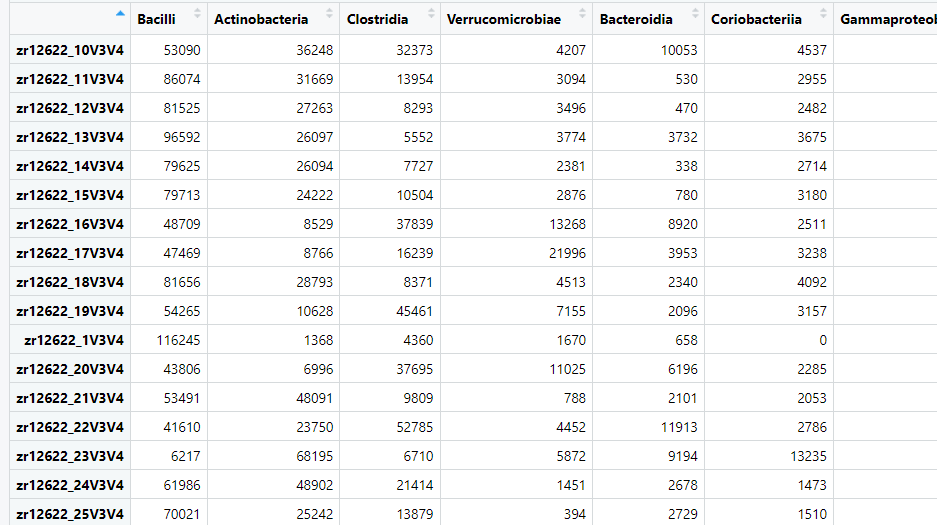 Bacilli Actinobacteria Clostridia Verrucomicrobiae Bacteroidia Coriobacteriia Gammaproteob
zr12622_10V3V4 53090 36248 32373 4207 10053 4537
zr12622_11V3V4 86074 31669 13954 3094 530 2955
zr12622_12V3V4 81525 27263 8293 3496 470 2482
zr12622_13V3V4 96592 26097 5552 3774 3732 3675
zr12622_14V3V4 79625 26094 7727 2381 338 2714
zr12622_15V3V4 79713 24222 10504 2876 780 3180
zr12622_16V3V4 48709 8529 37839 13268 8920 2511
zr12622_17V3V4 47469 8766 16239 21996 3953 3238
zr12622_18V3V4 81656 28793 8371 4513 2340 4092
zr12622_19V3V4 54265 10628 45461 7155 2096 3157
zr12622_1V3V4 116245 1368 4360 1670 658 0
zr12622_20V3V4 43806 6996 37695 11025 6196 2285
zr12622_21V3V4 53491 48091 9809 788 2101 2053
zr12622_22V3V4 41610 23750 52785 4452 11913 2786
zr12622_23V3V4 6217 68195 6710 5872 9194 13235
zr12622_24V3V4 61986 48902 21414 1451 2678 1473
zr12622_25V3V4 70021 25242 13879 394 2729 1510